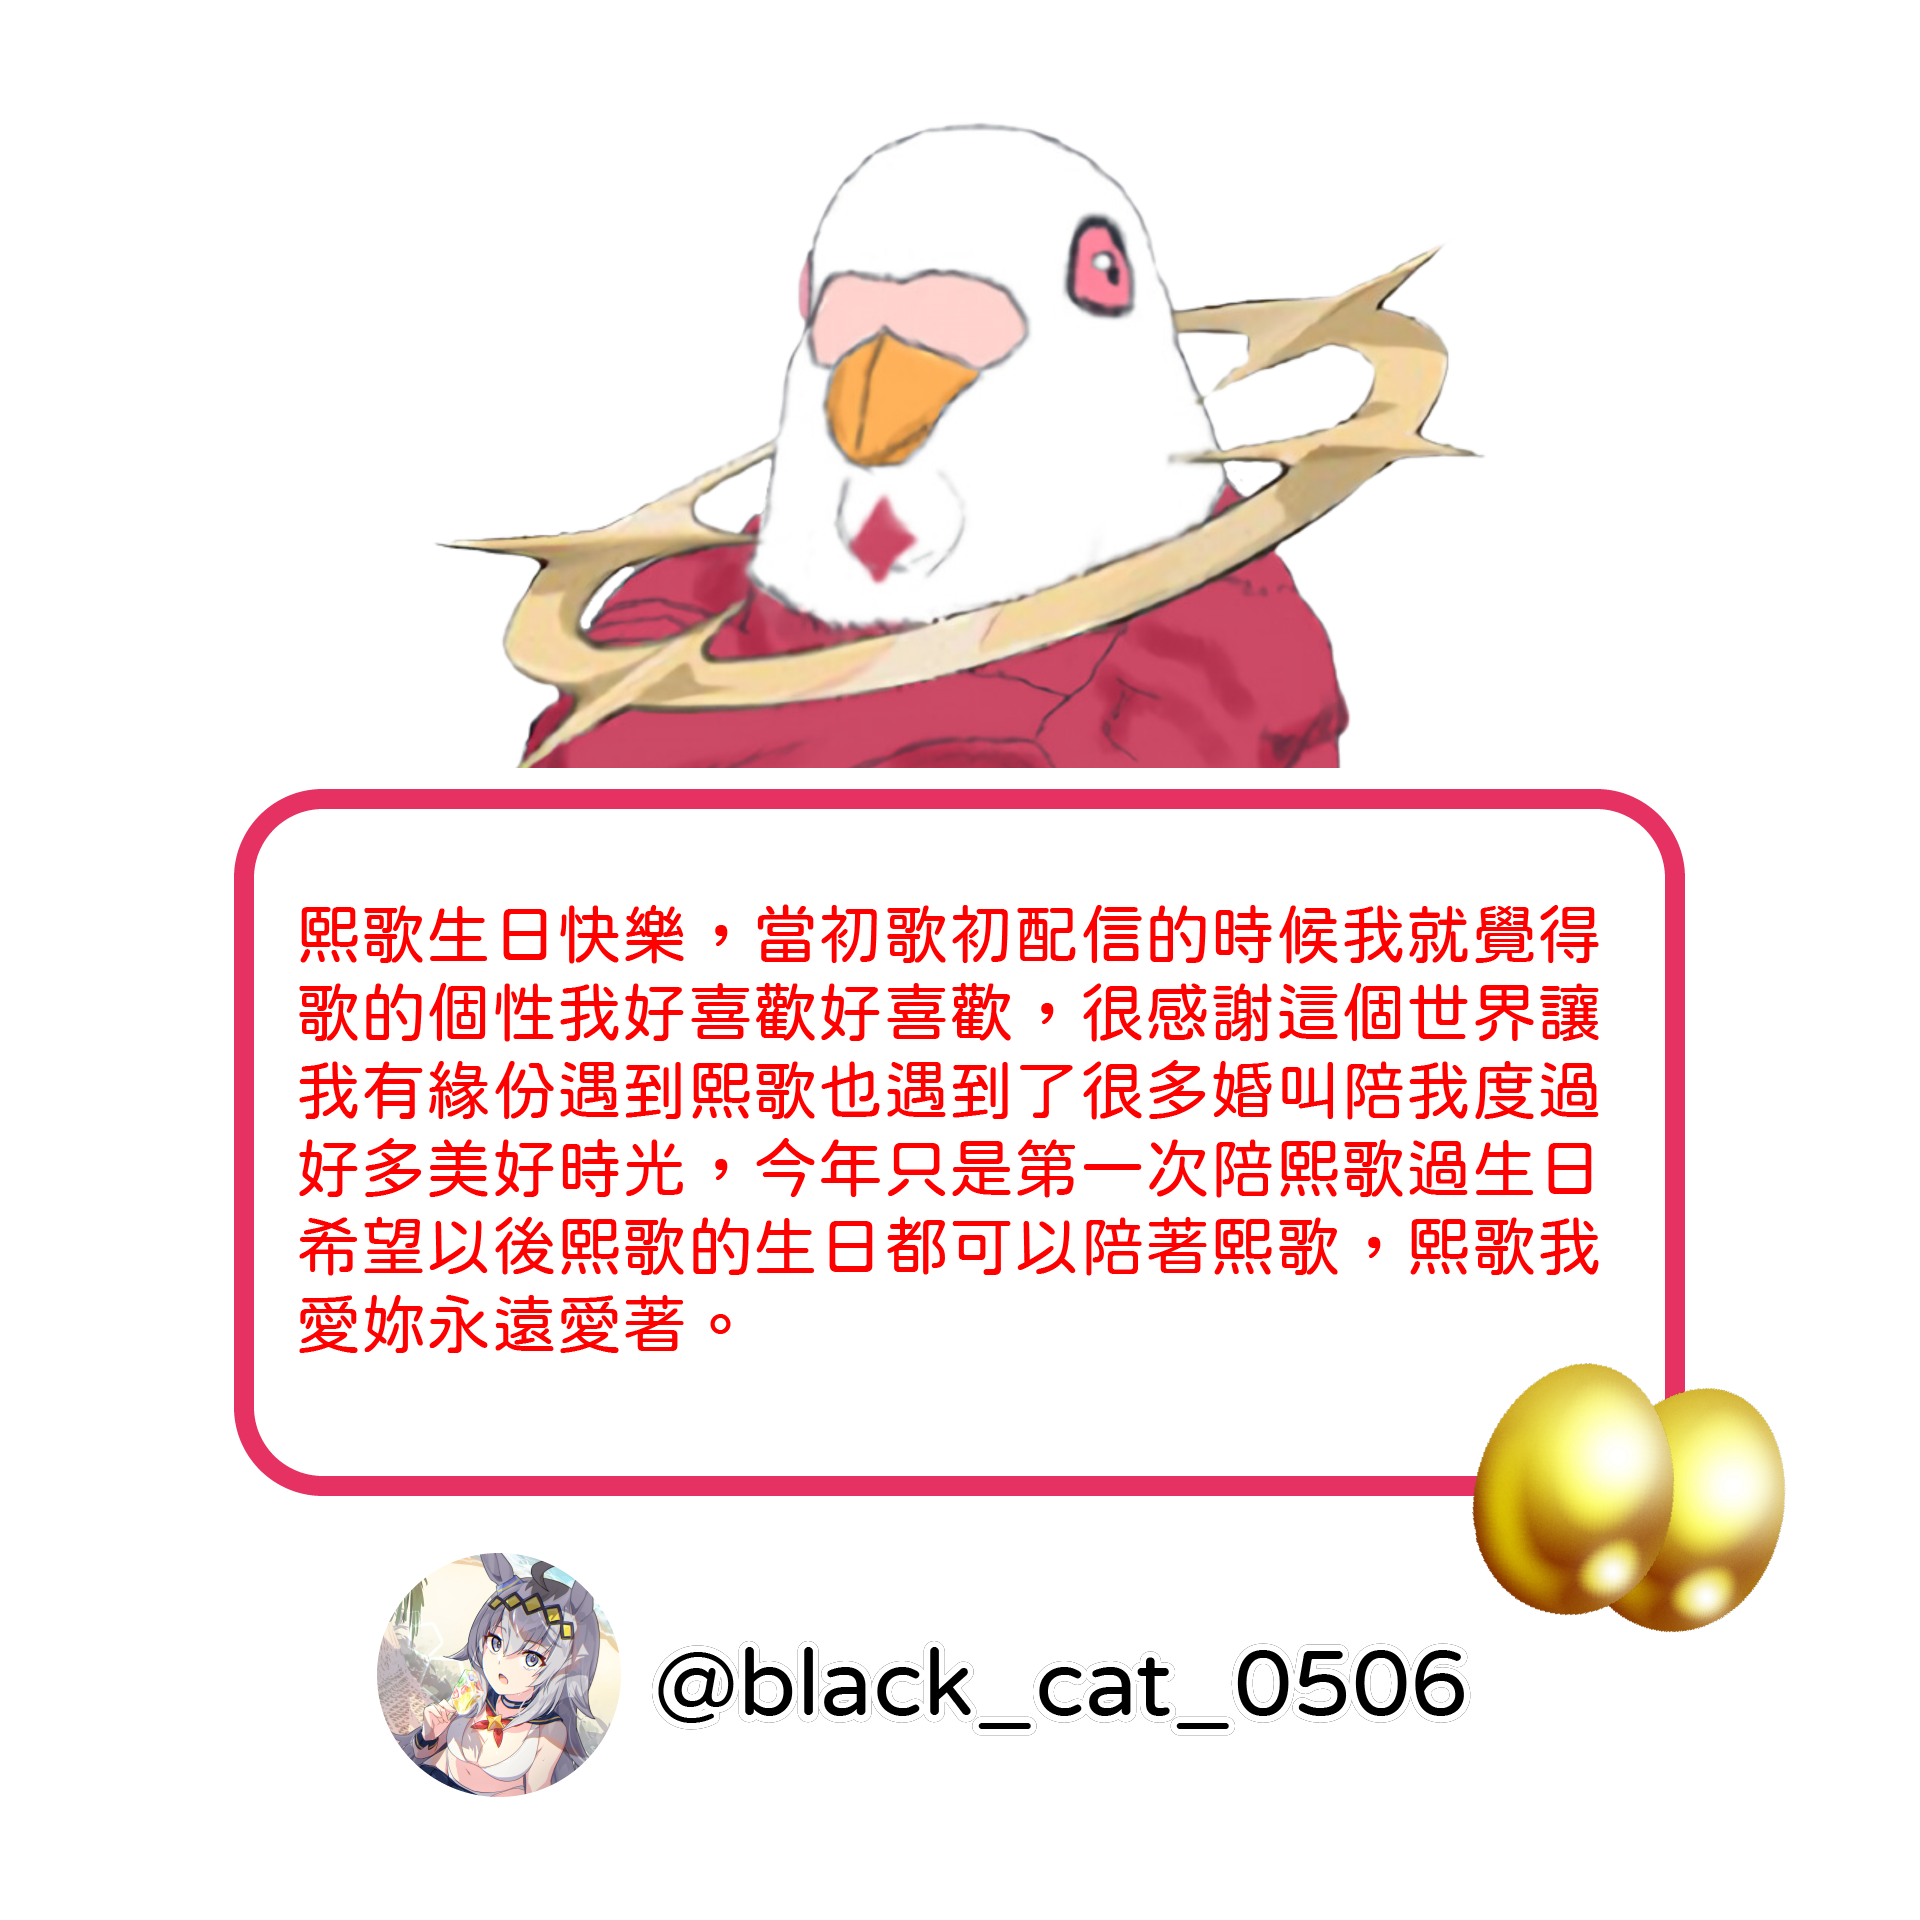 熙歌生日快樂，當初歌初配信的時候我就覺得
歌的個性我好喜歡好喜歡，很感謝這個世界讓
我有緣份遇到熙歌也遇到了很多婚叫陪我度過
好多美好時光，今年只是第一次陪熙歌過生日
希望以後熙歌的生日都可以陪著熙歌，熙歌我
愛妳永遠愛著。
@black_cat_0506